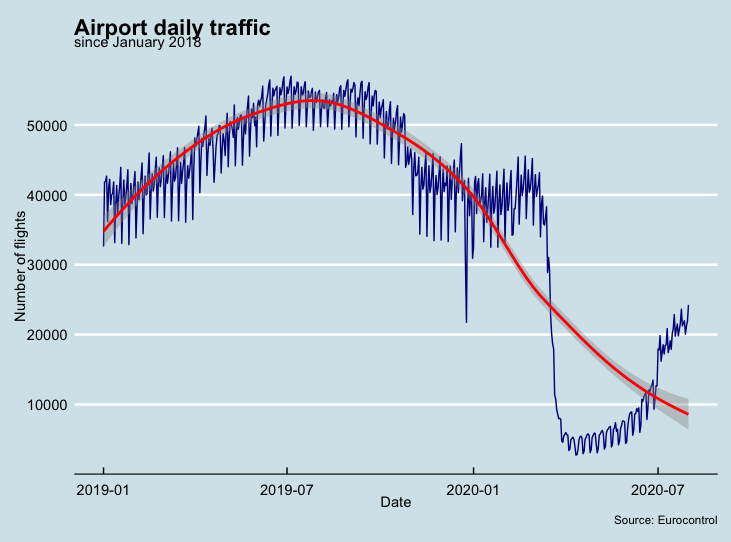 Airport daily traffic
since January 2018
Number of flights
50000
40000
30000
20000
10000
2019-01
2019-07
2020-01
2020-07
Date
Source: Eurocontrol